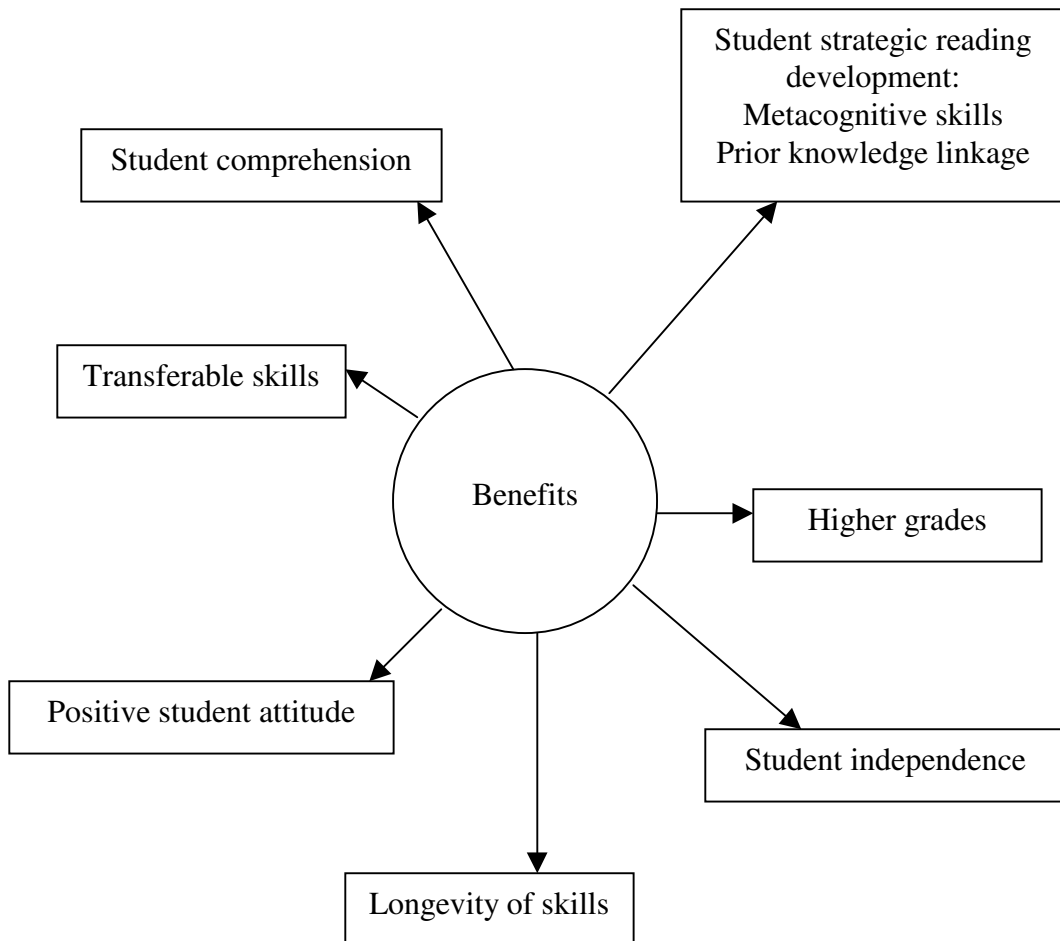 Student strategic reading
development:
Metacognitive skills
Prior knowledge linkage
Student comprehension
Transferable skills
Benefits
Higher grades
Positive student attitude
Student independence
Longevity of skills